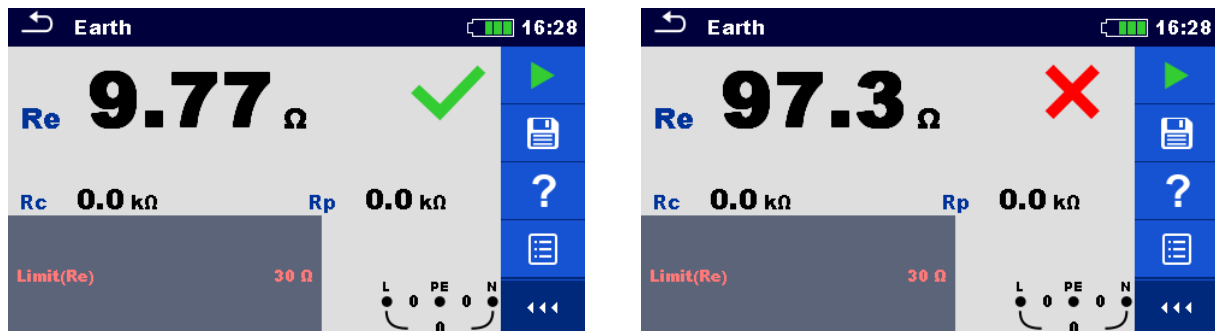 Earth 16:28
Re 9.77 Ω
Rc 0.0 kΩ Rp 0.0 kΩ
?
Limit(Re) 30 Ω
L PE N
0 0
0
Earth 16:28
Re 97.3 Ω
Rc 0.0 kΩ Rp 0.0 kΩ
?
Limit(Re) 30 Ω
L PE N
0 0
0